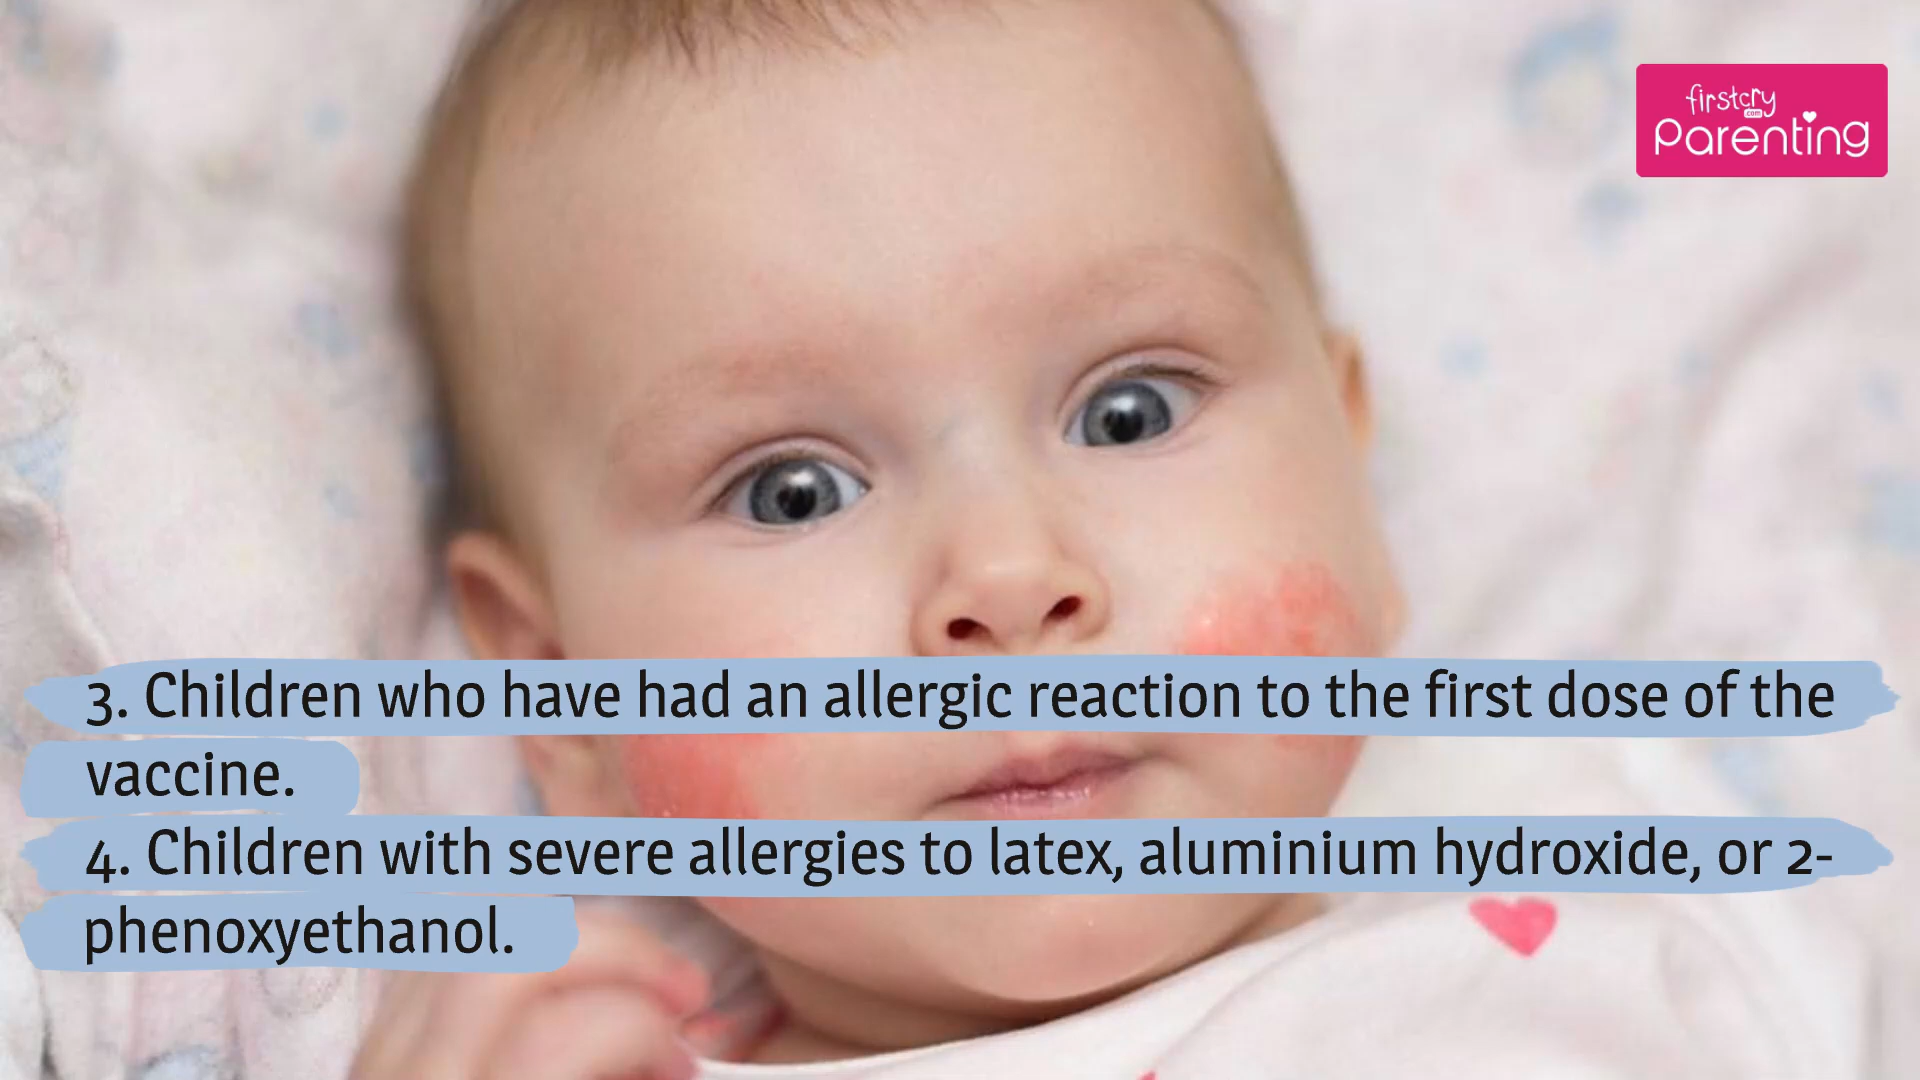 firstcry
.com
Parenting
3. Children who have had an allergic reaction to the first dose of the
vaccine.
4. Children with severe allergies to latex, aluminium hydroxide, or 2-
phenoxyethanol.